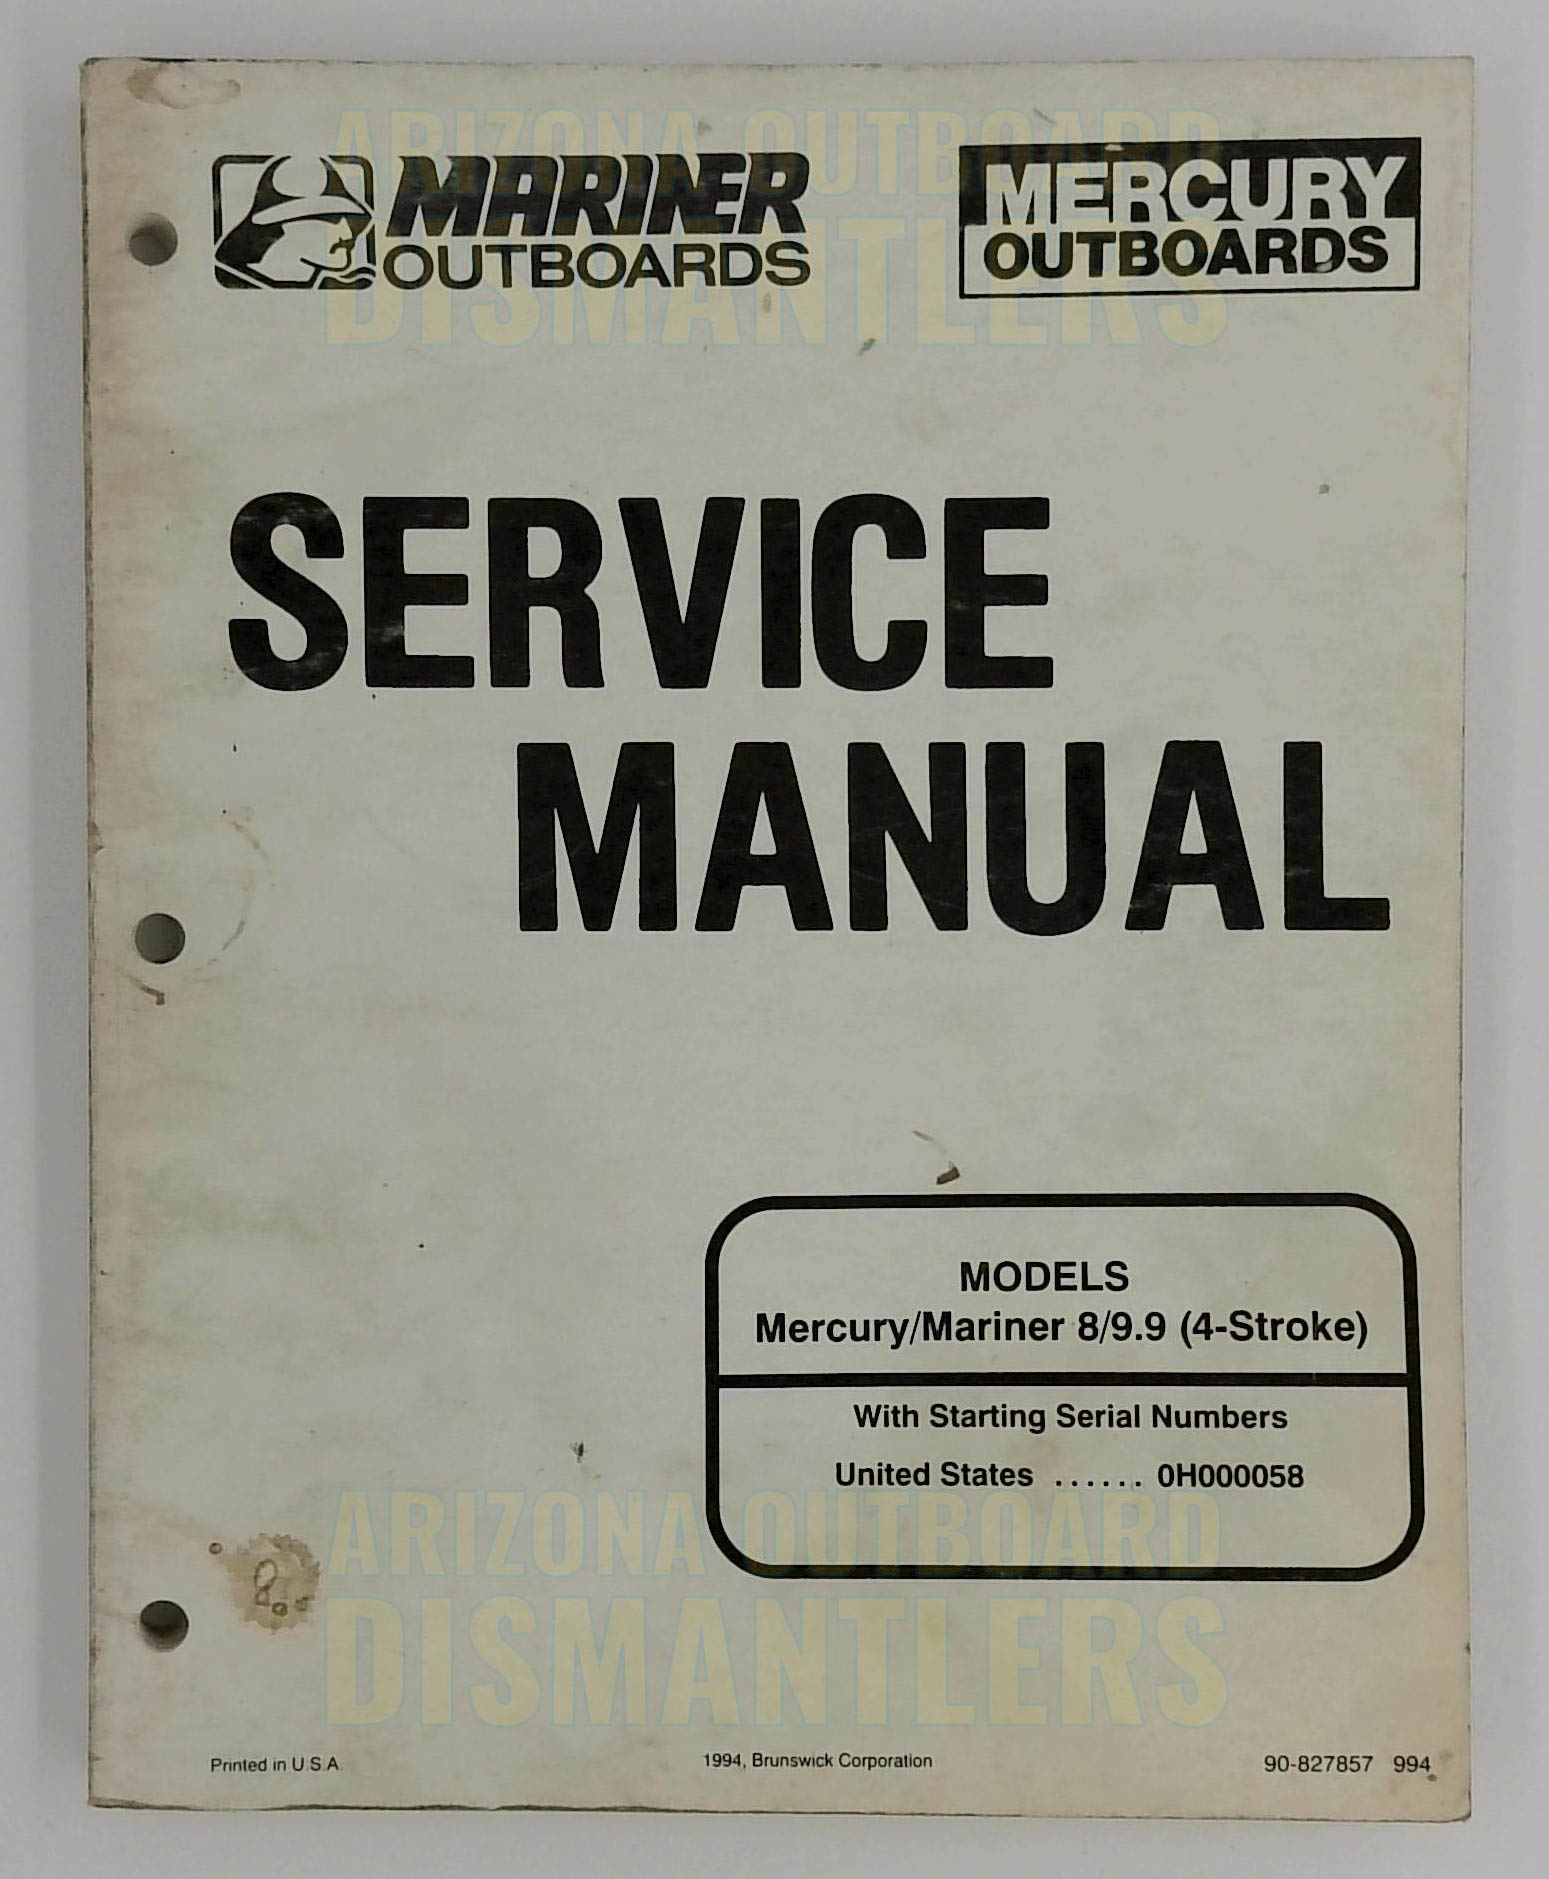 ARIZONA OUTBOARD
DISMANTLERS
MARINER
OUTBOARDS
MERCURY
OUTBOARDS
SERVICE
MANUAL
MODELS
Mercury/Mariner 8/9.9 (4-Stroke)
With Starting Serial Numbers
United States ...... 0H000058
ARIZONA OUTBOARD
DISMANTLERS
Printed in U.S.A.
1994, Brunswick Corporation
90-827857 994